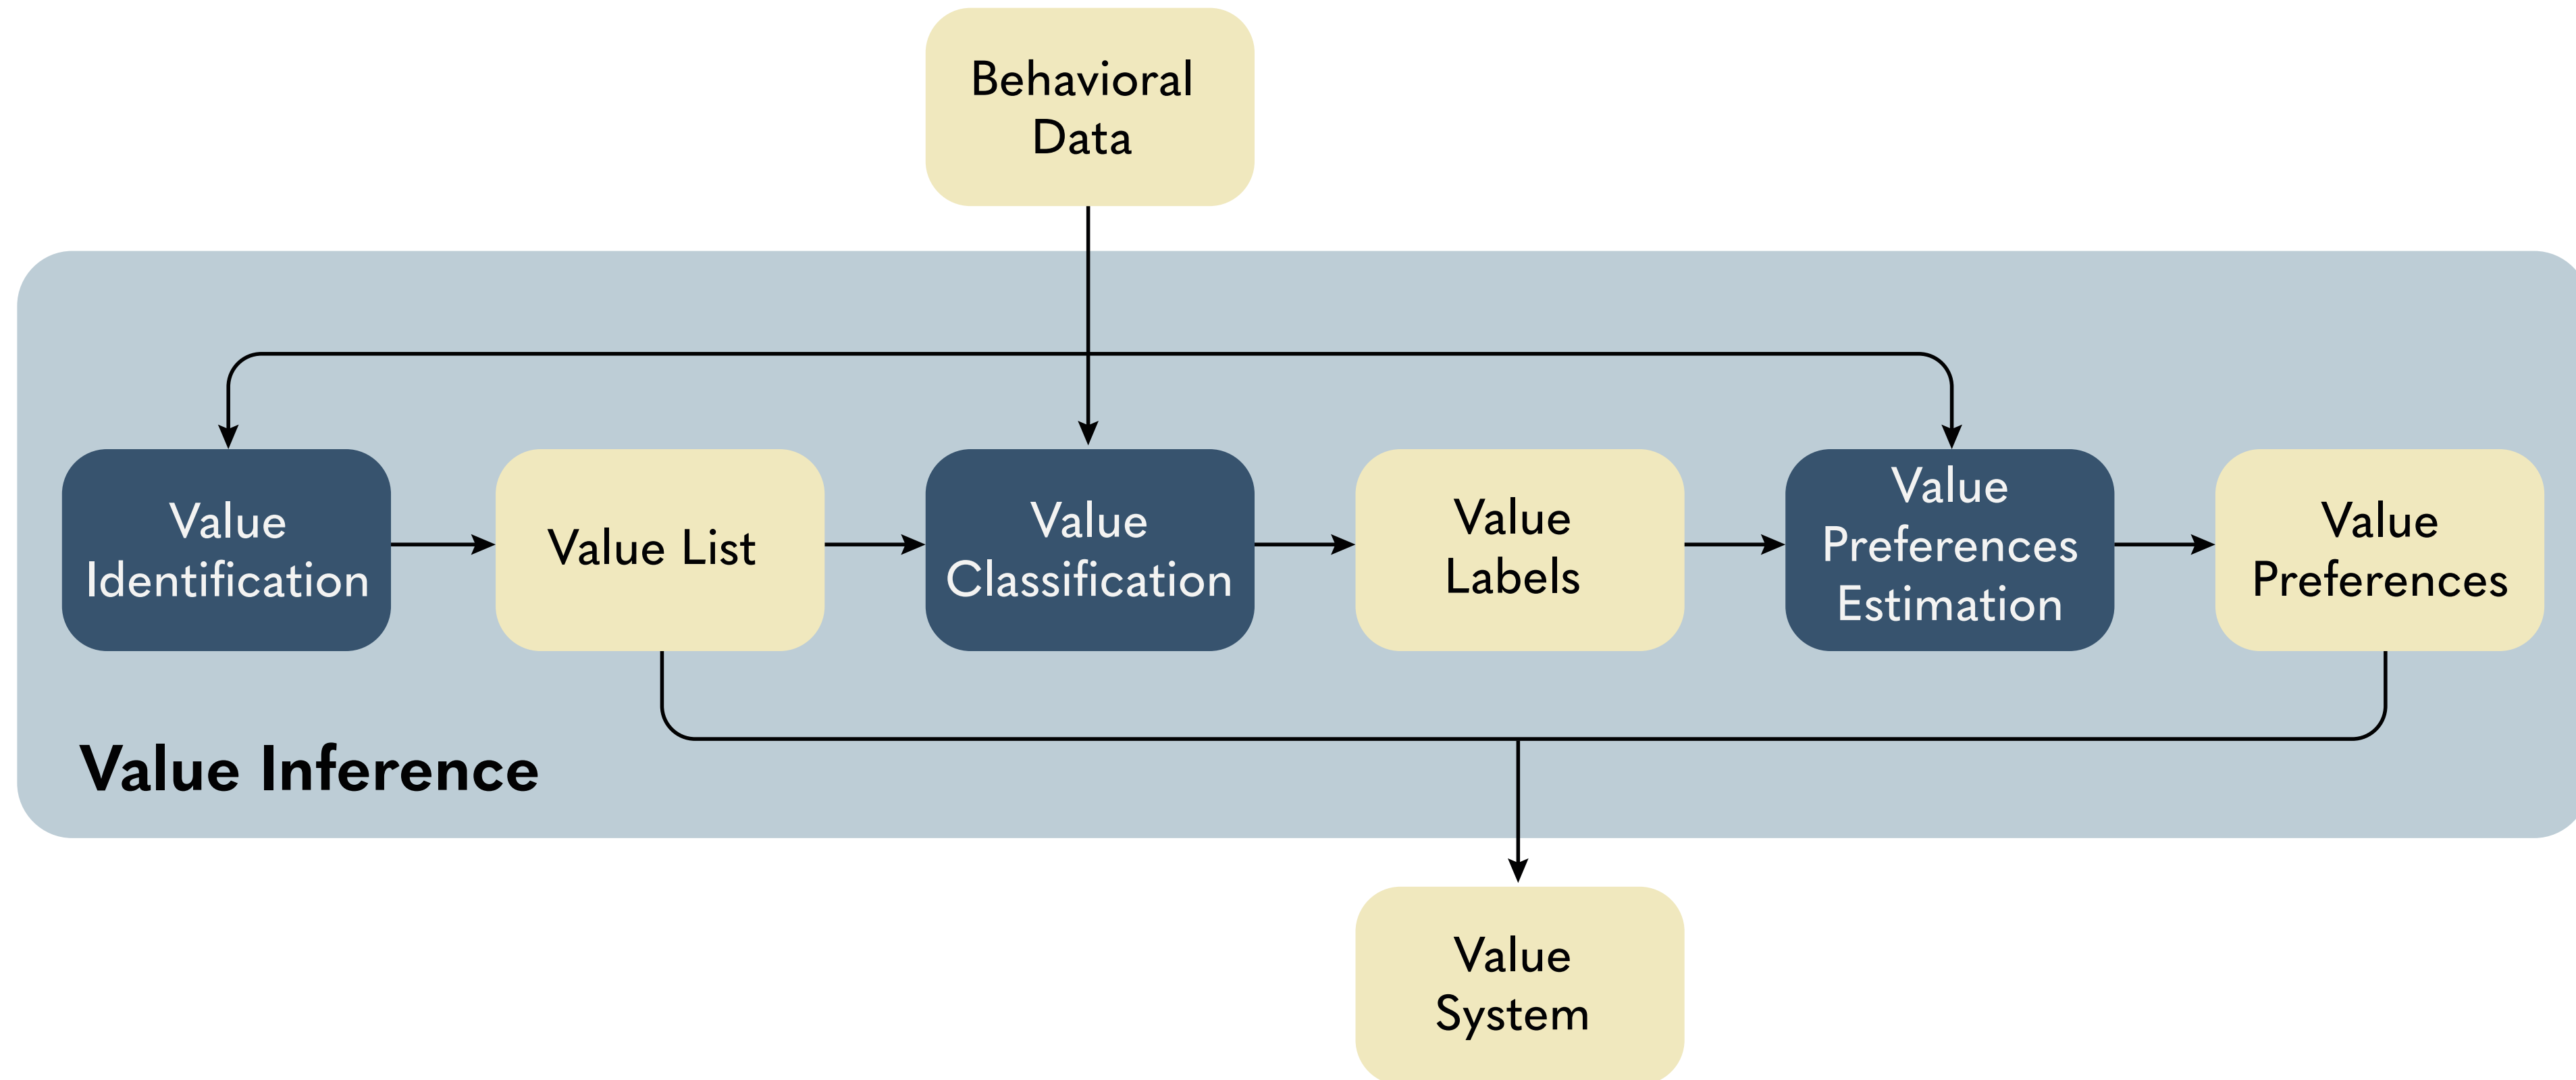 Behavioral
Data
Value
Identification
Value List
Value
Classification
Value
Labels
Value
Preferences
Estimation
Value
Preferences
Value Inference
Value
System